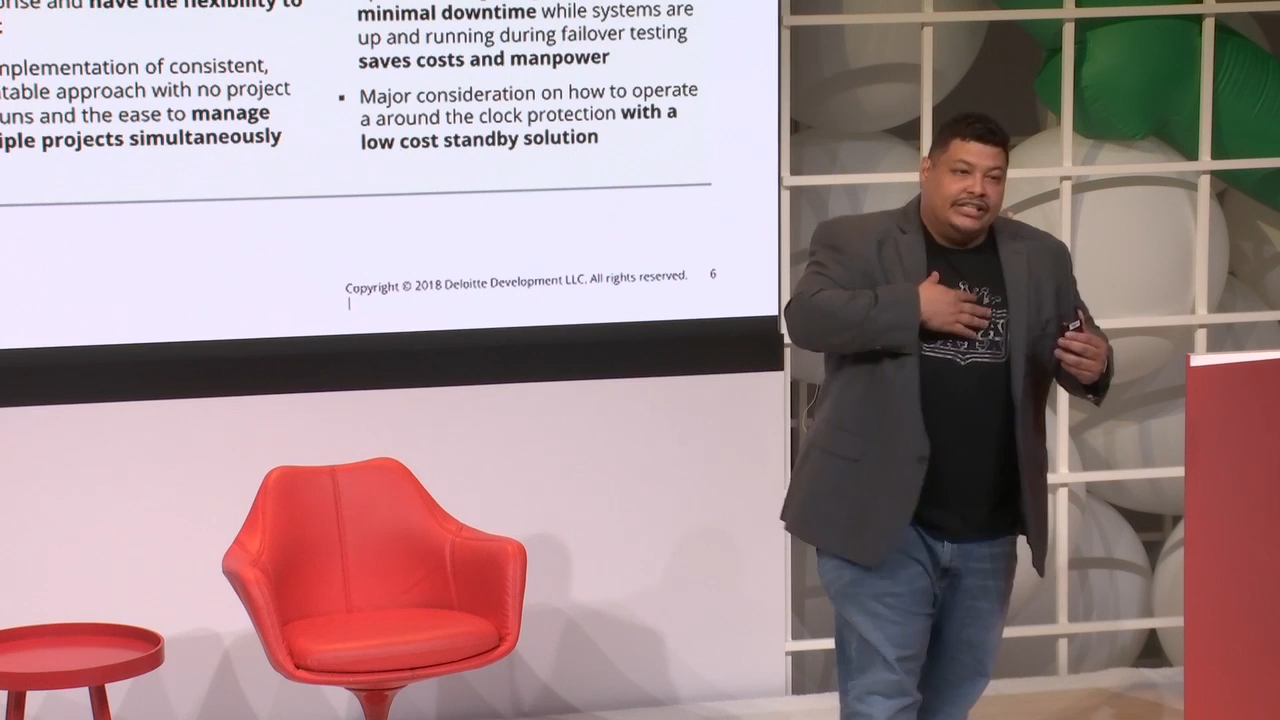 have the flexibility to
:
mplementation of consistent,
table approach with no project
uns and the ease to manage
iple projects simultaneously
minimal downtime while systems are
up and running during failover testing
saves costs and manpower
▪ Major consideration on how to operate
a around the clock protection with a
low cost standby solution
Copyright © 2018 Deloitte Development LLC. All rights reserved. 6
|